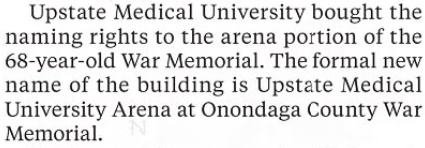 Upstate Medical University bought the
naming rights to the arena portion of the
68-year-old War Memorial. The formal new
name of the building is Upstate Medical
University Arena at Onondaga County War
Memorial.